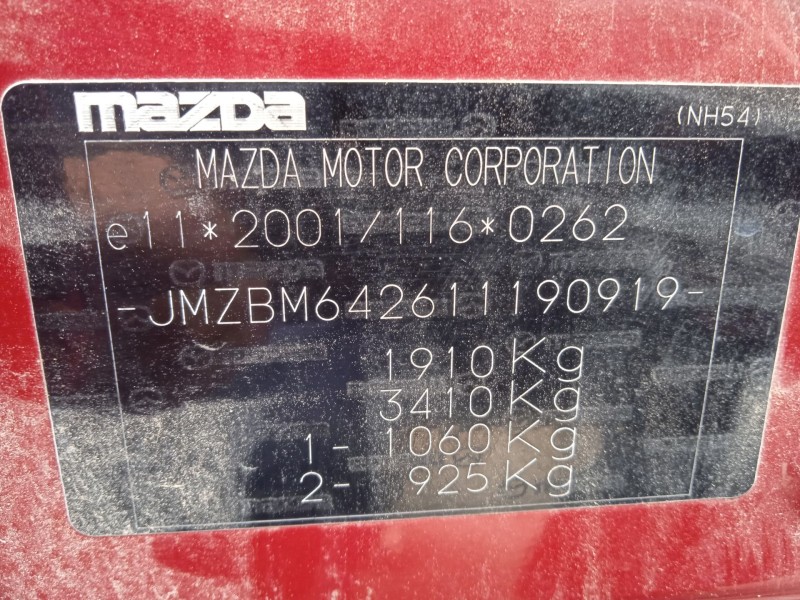 mazda
(NH54)
MAZDA MOTOR CORPORATION
e11*2001/116*0262
-JMZBM642611190919-
1910Kg
3410Kg
1- 1060Kg
2- 925Kg